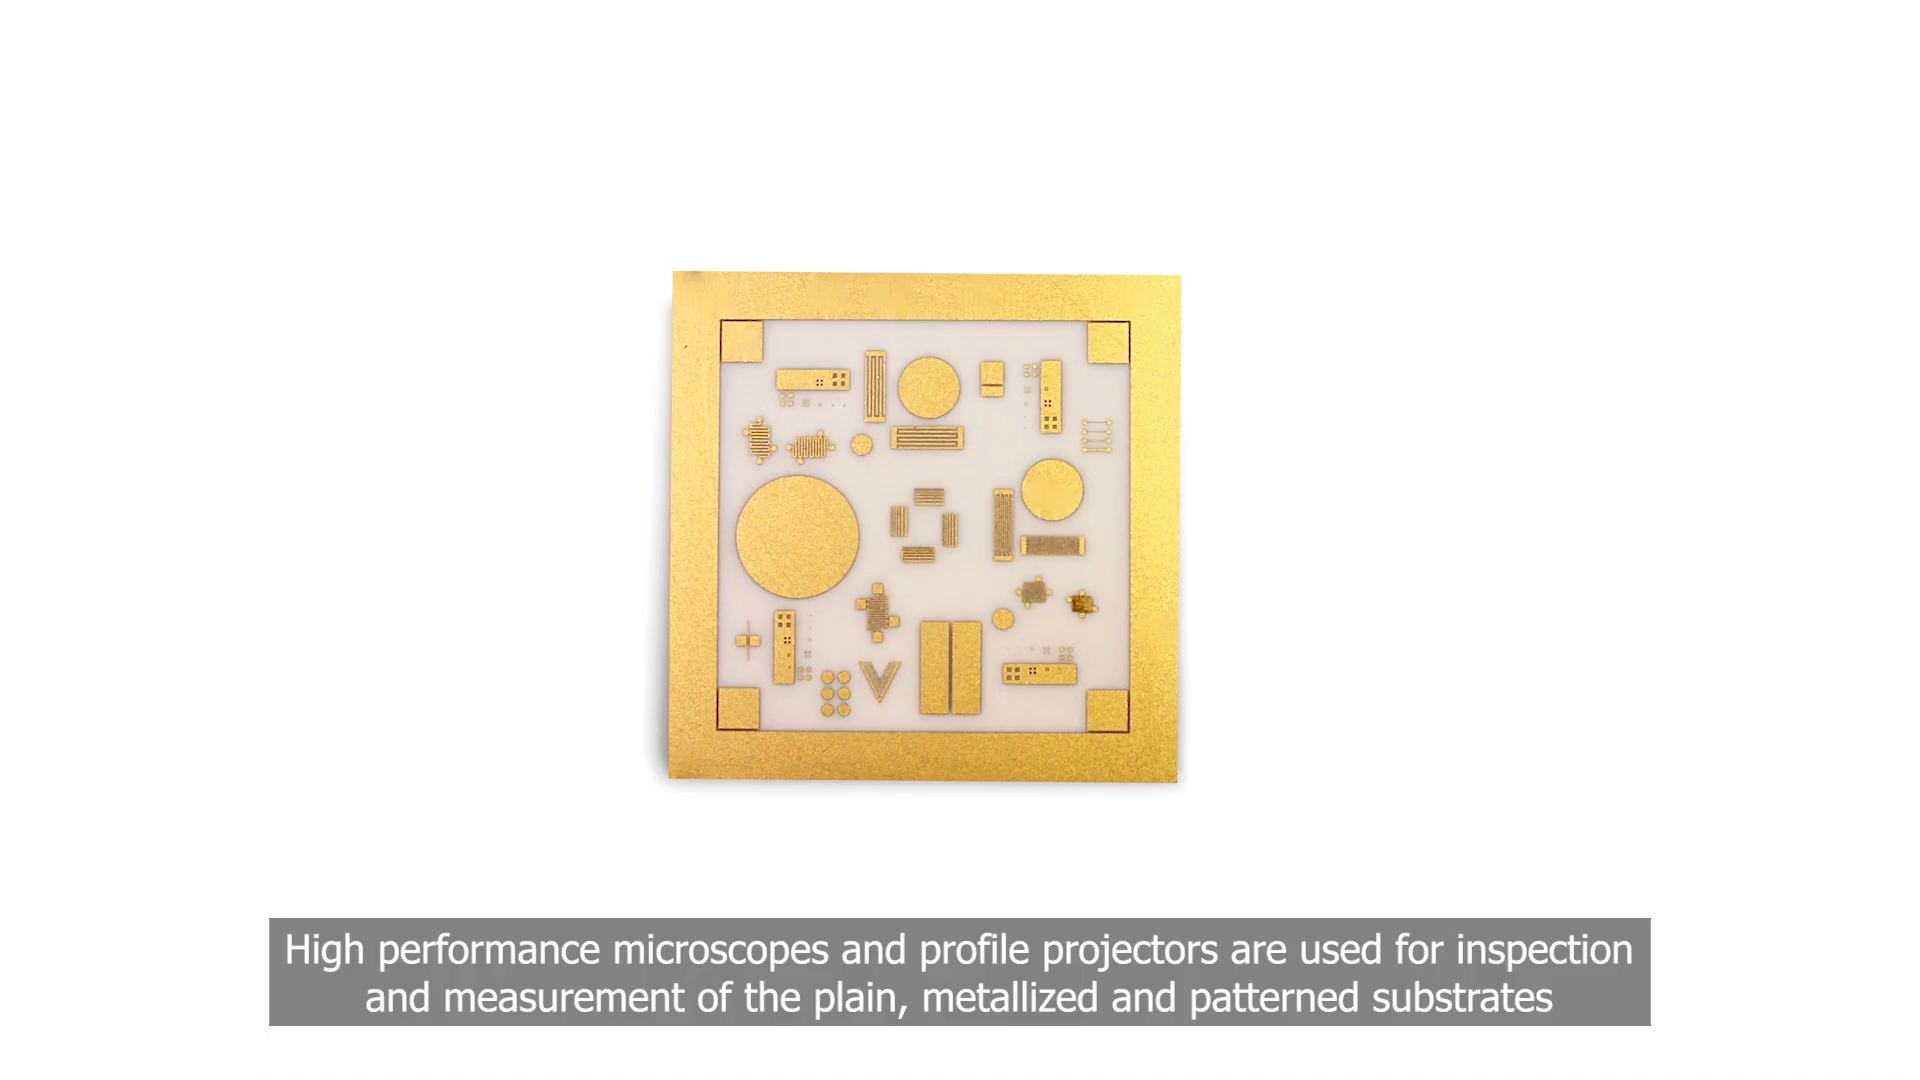 High performance microscopes and profile projectors are used for inspection
and measurement of the plain, metallized and patterned substrates